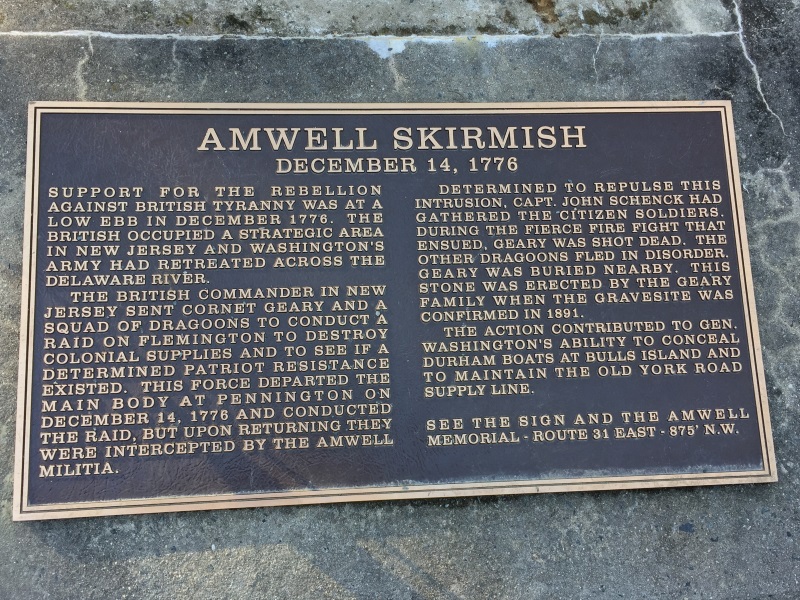 AMWELL SKIRMISH
DECEMBER 14, 1776
SUPPORT FOR THE REBELLION
AGAINST BRITISH TYRANNY WAS AT A
LOW EBB IN DECEMBER 1776. THE
BRITISH OCCUPIED A STRATEGIC AREA
IN NEW JERSEY AND WASHINGTON'S
ARMY HAD RETREATED ACROSS THE
DELAWARE RIVER.
THE BRITISH COMMANDER IN NEW
JERSEY SENT CORNET GEARY AND A
SQUAD OF DRAGOONS TO CONDUCT A
RAID ON FLEMINGTON TO DESTROY
COLONIAL SUPPLIES AND TO SEE IF A
DETERMINED PATRIOT RESISTANCE
EXISTED. THIS FORCE DEPARTED THE
MAIN BODY AT PENNINGTON ON
DECEMBER 14, 1776 AND CONDUCTED
THE RAID, BUT UPON RETURNING THEY
WERE INTERCEPTED BY THE AMWELL
MILITIA.
DETERMINED TO REPULSE THIS
INTRUSION, CAPT. JOHN SCHENCK HAD
GATHERED THE CITIZEN SOLDIERS.
DURING THE FIERCE FIRE FIGHT THAT
ENSUED, GEARY WAS SHOT DEAD. THE
OTHER DRAGOONS FLED IN DISORDER.
GEARY WAS BURIED NEARBY. THIS
STONE WAS ERECTED BY THE GEARY
FAMILY WHEN THE GRAVESITE WAS
CONFIRMED IN 1891.
THE ACTION CONTRIBUTED TO GEN.
WASHINGTON'S ABILITY TO CONCEAL
DURHAM BOATS AT BULLS ISLAND AND
TO MAINTAIN THE OLD YORK ROAD
SUPPLY LINE.
SEE THE SIGN AND THE AMWELL
MEMORIAL - ROUTE 31 EAST - 875' N.W.